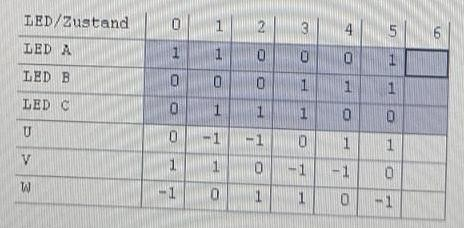 LED/Zustand 0 1 2 3 4 5 6
LED A 1 1 0 0 0 1
LED B 0 0 0 1 1 1
LED C 0 1 1 1 0 0
U 0 -1 -1 0 1 1
V 1 1 0 -1 -1 0
W -1 0 1 1 0 -1